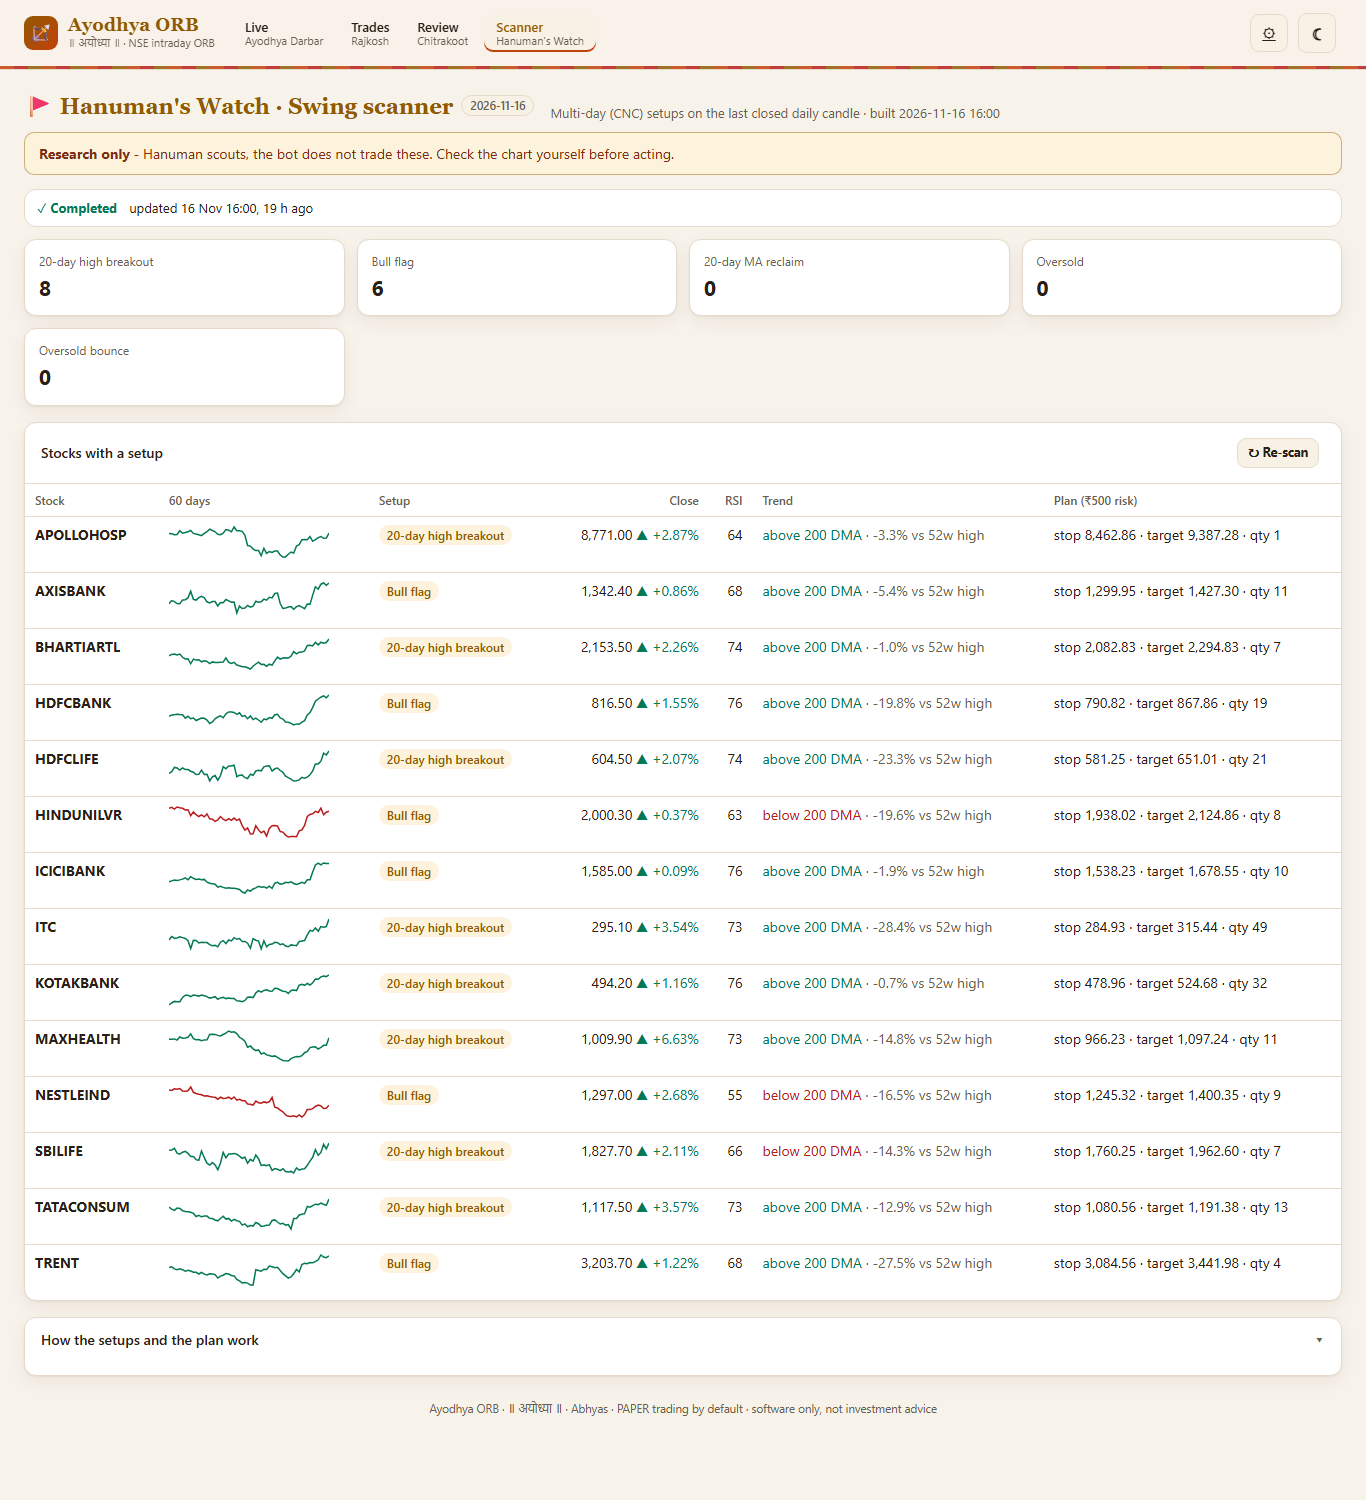 Ayodhya ORB
॥ अयोध्या ॥ · NSE intraday ORB
Live
Ayodhya Darbar
Trades
Rajkosh
Review
Chitrakoot
Scanner
Hanuman's Watch
Hanuman's Watch · Swing scanner 2026-11-16 Multi-day (CNC) setups on the last closed daily candle · built 2026-11-16 16:00
Research only - Hanuman scouts, the bot does not trade these. Check the chart yourself before acting.
✓ Completed updated 16 Nov 16:00, 19 h ago
20-day high breakout
8
Bull flag
6
20-day MA reclaim
0
Oversold
0
Oversold bounce
0
Stocks with a setup ↻ Re-scan
Stock 60 days Setup Close RSI Trend Plan (₹500 risk)
APOLLOHOSP 20-day high breakout 8,771.00 ▲ +2.87% 64 above 200 DMA · -3.3% vs 52w high stop 8,462.86 · target 9,387.28 · qty 1
AXISBANK Bull flag 1,342.40 ▲ +0.86% 68 above 200 DMA · -5.4% vs 52w high stop 1,299.95 · target 1,427.30 · qty 11
BHARTIARTL 20-day high breakout 2,153.50 ▲ +2.26% 74 above 200 DMA · -1.0% vs 52w high stop 2,082.83 · target 2,294.83 · qty 7
HDFCBANK Bull flag 816.50 ▲ +1.55% 76 above 200 DMA · -19.8% vs 52w high stop 790.82 · target 867.86 · qty 19
HDFCLIFE 20-day high breakout 604.50 ▲ +2.07% 74 above 200 DMA · -23.3% vs 52w high stop 581.25 · target 651.01 · qty 21
HINDUNILVR Bull flag 2,000.30 ▲ +0.37% 63 below 200 DMA · -19.6% vs 52w high stop 1,938.02 · target 2,124.86 · qty 8
ICICIBANK Bull flag 1,585.00 ▲ +0.09% 76 above 200 DMA · -1.9% vs 52w high stop 1,538.23 · target 1,678.55 · qty 10
ITC 20-day high breakout 295.10 ▲ +3.54% 73 above 200 DMA · -28.4% vs 52w high stop 284.93 · target 315.44 · qty 49
KOTAKBANK 20-day high breakout 494.20 ▲ +1.16% 76 above 200 DMA · -0.7% vs 52w high stop 478.96 · target 524.68 · qty 32
MAXHEALTH 20-day high breakout 1,009.90 ▲ +6.63% 73 above 200 DMA · -14.8% vs 52w high stop 966.23 · target 1,097.24 · qty 11
NESTLEIND Bull flag 1,297.00 ▲ +2.68% 55 below 200 DMA · -16.5% vs 52w high stop 1,245.32 · target 1,400.35 · qty 9
SBILIFE 20-day high breakout 1,827.70 ▲ +2.11% 66 below 200 DMA · -14.3% vs 52w high stop 1,760.25 · target 1,962.60 · qty 7
TATACONSUM 20-day high breakout 1,117.50 ▲ +3.57% 73 above 200 DMA · -12.9% vs 52w high stop 1,080.56 · target 1,191.38 · qty 13
TRENT Bull flag 3,203.70 ▲ +1.22% 68 above 200 DMA · -27.5% vs 52w high stop 3,084.56 · target 3,441.98 · qty 4
How the setups and the plan work
Ayodhya ORB · ॥ अयोध्या ॥ · Abhyas · PAPER trading by default · software only, not investment advice